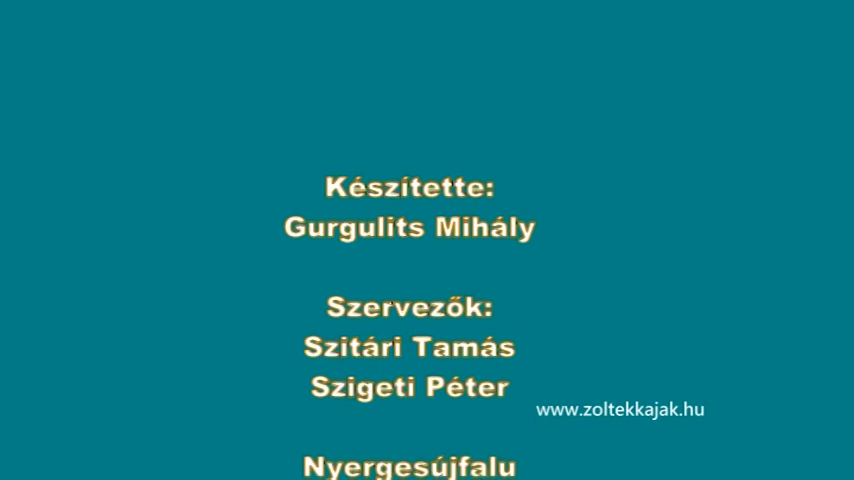 Készítette:
Gurgulits Mihály
Szervezők:
Szitári Tamás
Szigeti Péter
www.zoltekkajak.hu
Nyergesújfalu